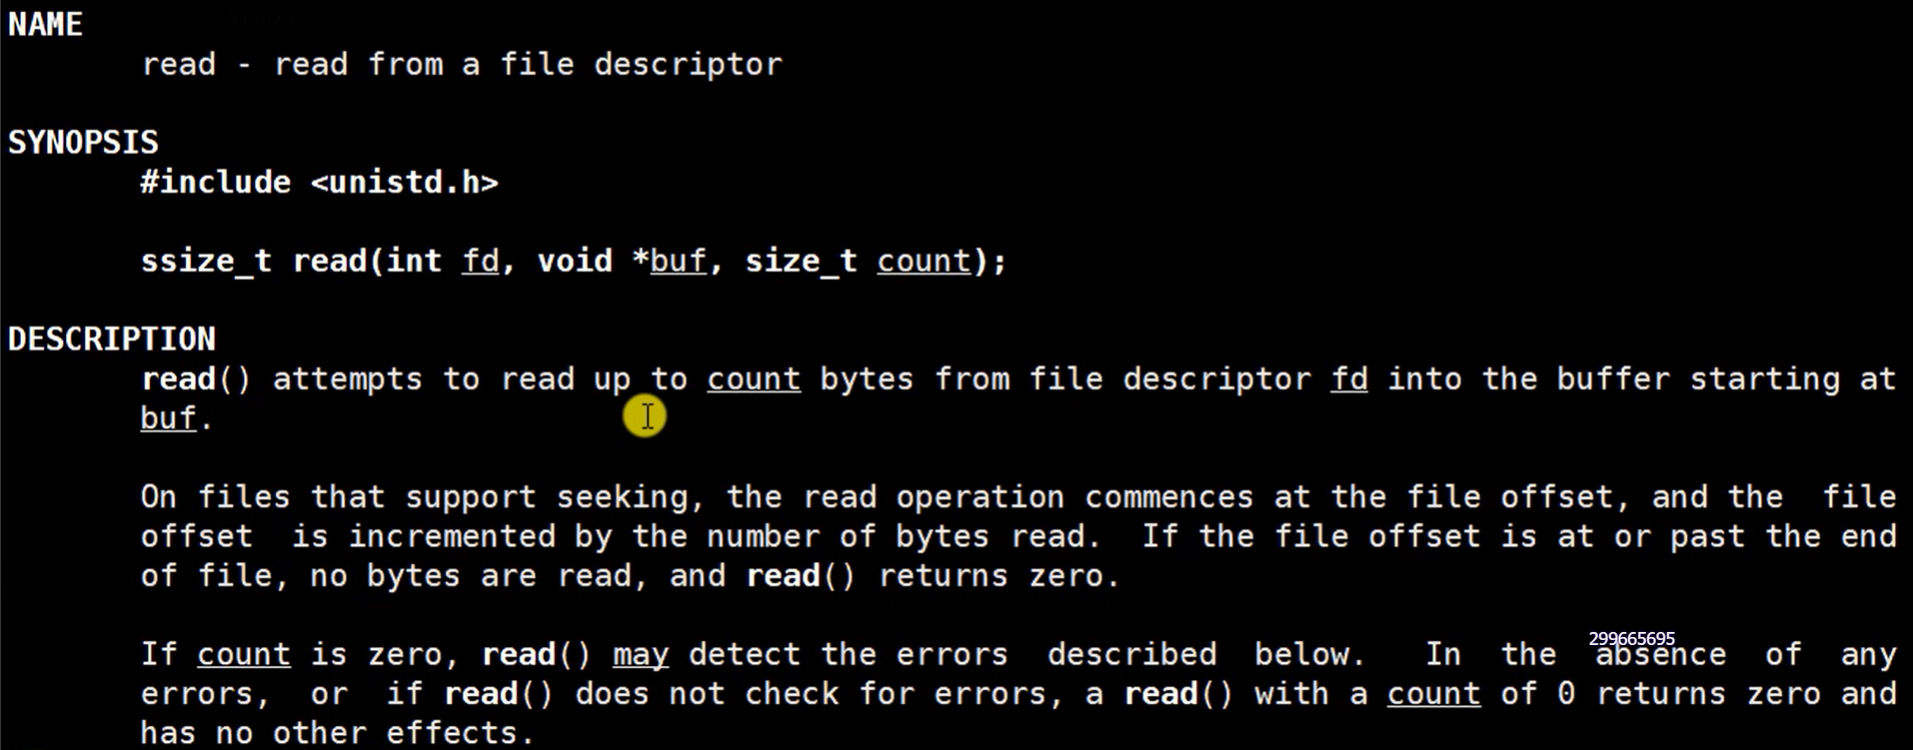 NAME
read - read from a file descriptor
SYNOPSIS
#include <unistd.h>
ssize_t read(int fd, void *buf, size_t count);
DESCRIPTION
read() attempts to read up to count bytes from file descriptor fd into the buffer starting at
buf.
On files that support seeking, the read operation commences at the file offset, and the file
offset is incremented by the number of bytes read. If the file offset is at or past the end
of file, no bytes are read, and read() returns zero.
299665695
If count is zero, read() may detect the errors described below. In the absence of any
errors, or if read() does not check for errors, a read() with a count of 0 returns zero and
has no other effects.